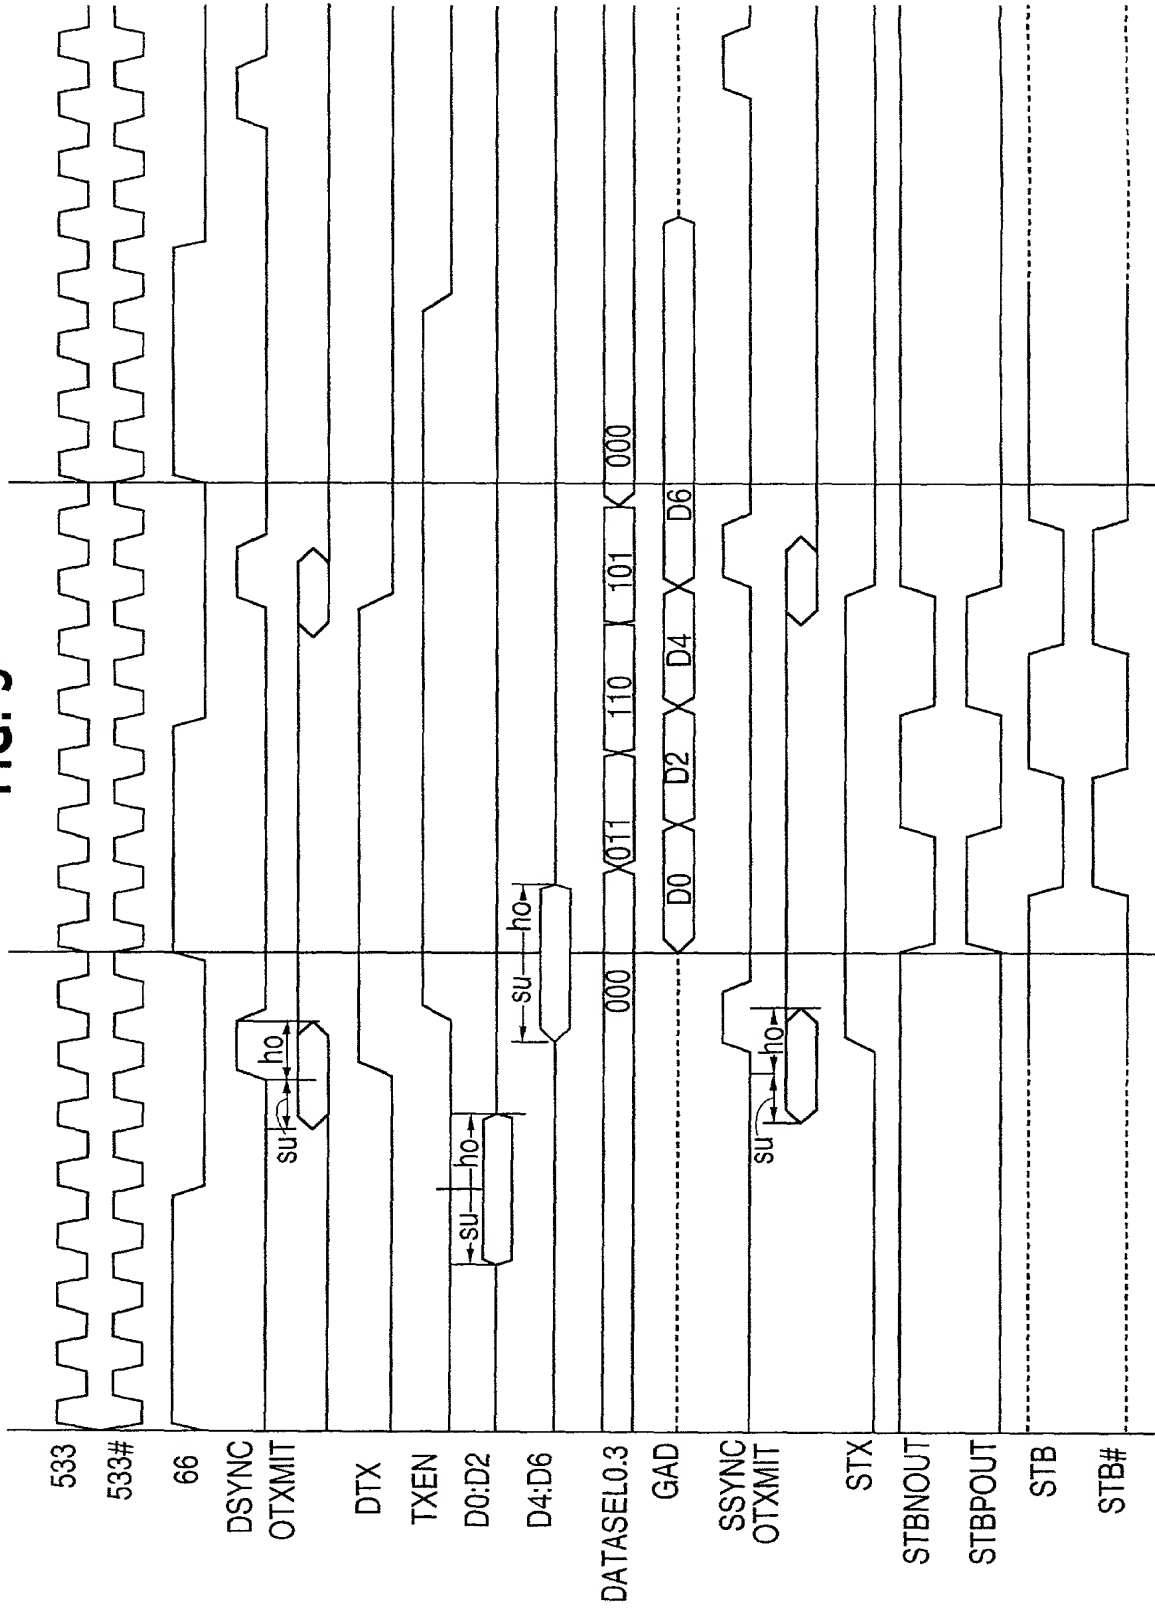 533
533#
66
DSYNC
su
ho
OTXMIT
DTX
TXEN
D0:D2
su
ho
D4:D6
su
ho
DATASEL0.3
000
011
110
101
000
GAD
D0
D2
D4
D6
SSYNC
su
ho
OTXMIT
STX
STBNOUT
STBPOUT
STB
STB#